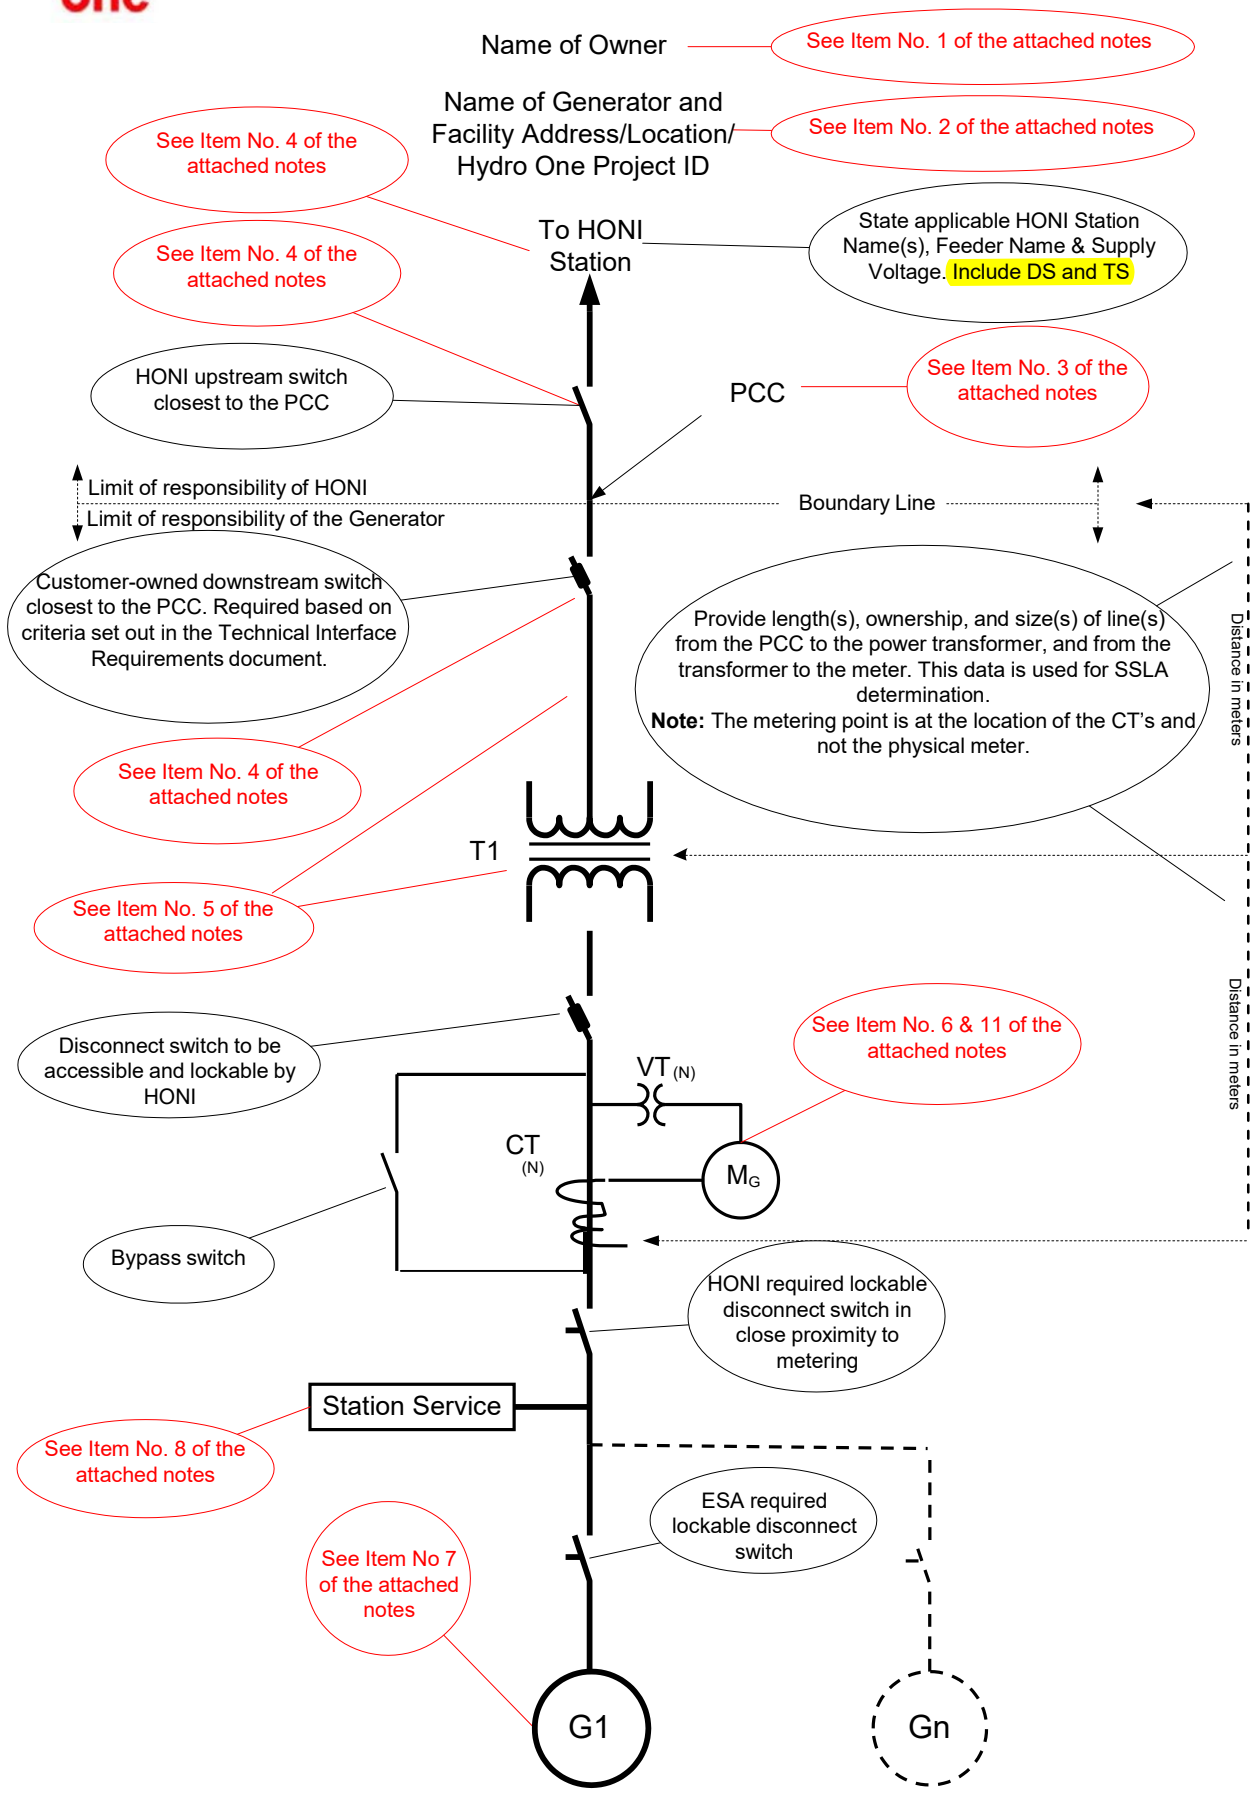 one
Name of Owner
See Item No. 1 of the attached notes
Name of Generator and
Facility Address/Location/
Hydro One Project ID
See Item No. 2 of the attached notes
See Item No. 4 of the
attached notes
To HONI
Station
State applicable HONI Station
Name(s), Feeder Name & Supply
Voltage. Include DS and TS
See Item No. 4 of the
attached notes
HONI upstream switch
closest to the PCC
PCC
See Item No. 3 of the
attached notes
Limit of responsibility of HONI
Boundary Line
Limit of responsibility of the Generator
Customer-owned downstream switch
closest to the PCC. Required based on
criteria set out in the Technical Interface
Requirements document.
Provide length(s), ownership, and size(s) of line(s)
from the PCC to the power transformer, and from the
transformer to the meter. This data is used for SSLA
determination.
Note: The metering point is at the location of the CT's and
not the physical meter.
Distance in meters
See Item No. 4 of the
attached notes
T1
See Item No. 5 of the
attached notes
Distance in meters
Disconnect switch to be
accessible and lockable by
HONI
See Item No. 6 & 11 of the
attached notes
VT (N)
CT
(N)
MG
Bypass switch
HONI required lockable
disconnect switch in
close proximity to
metering
Station Service
See Item No. 8 of the
attached notes
ESA required
lockable disconnect
switch
See Item No 7
of the attached
notes
G1
Gn